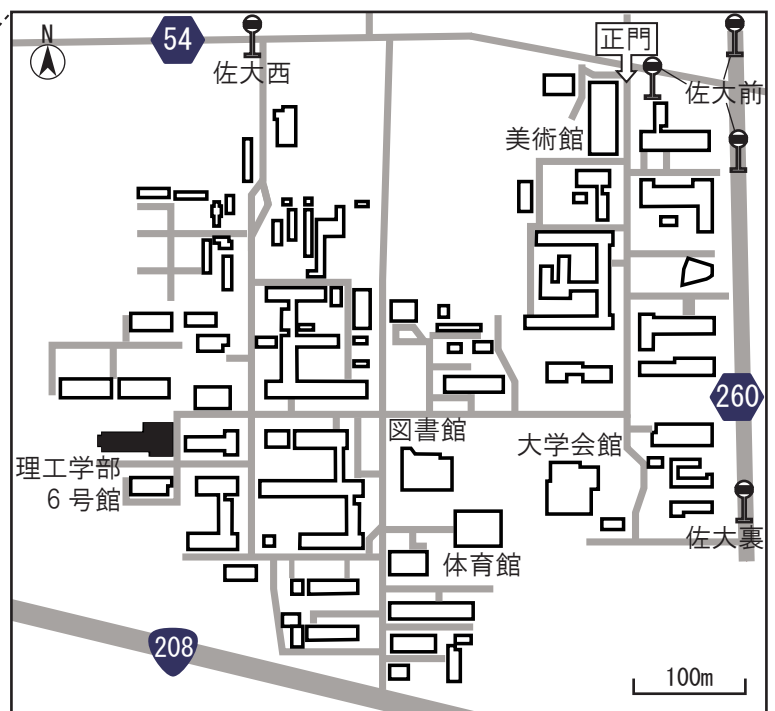 N
54
佐大西
正門
佐大前
美術館
260
図書館
大学会館
理工学部
6号館
佐大裏
体育館
208
100m